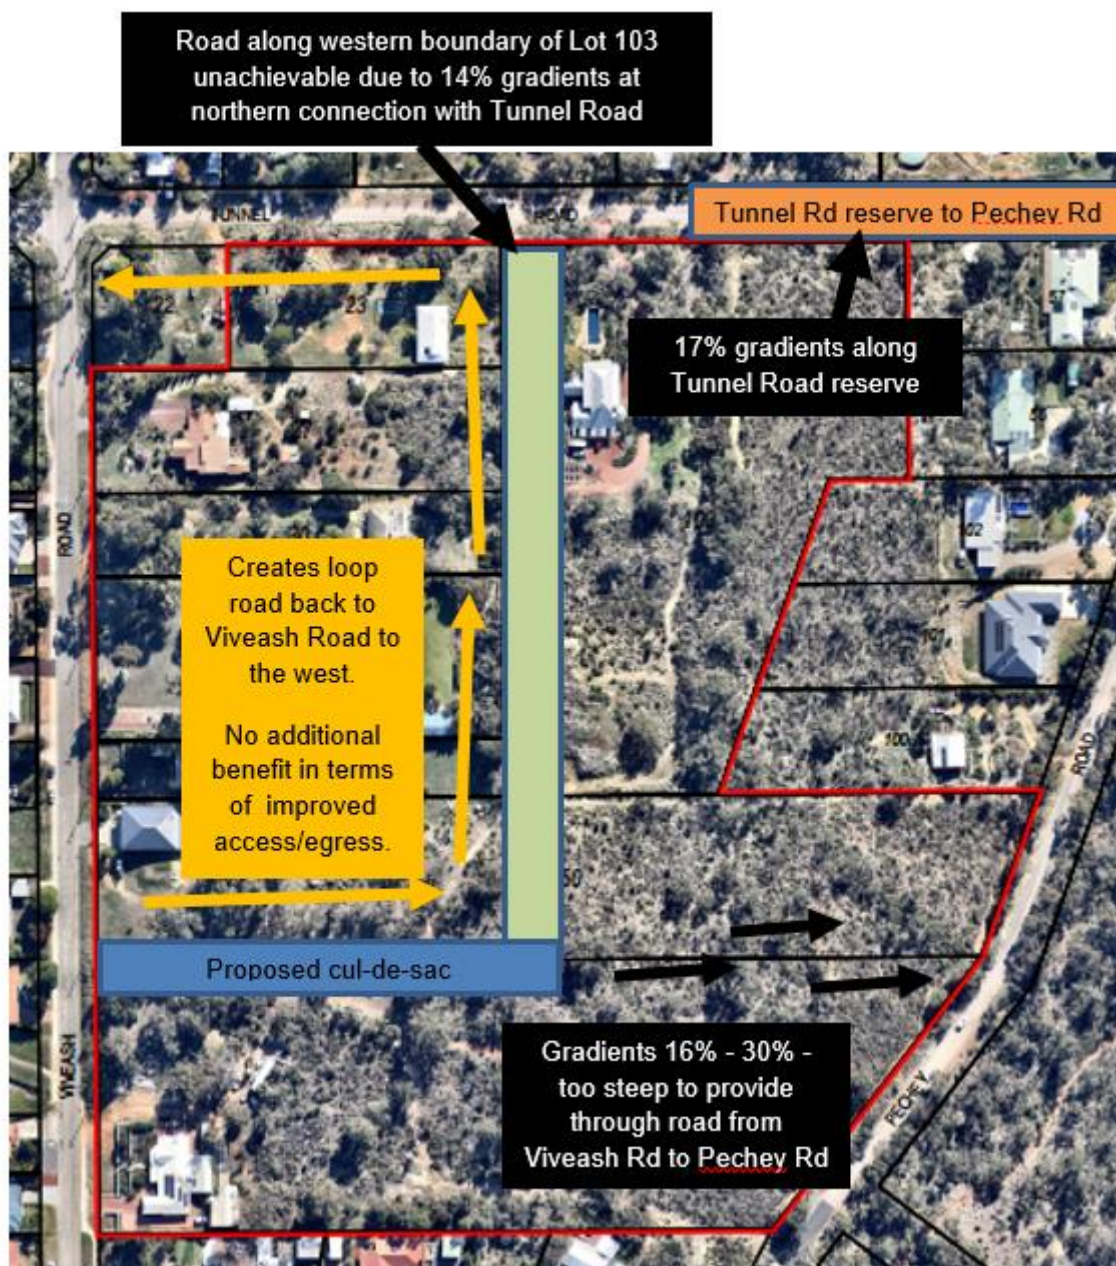 Road along western boundary of Lot 103
unachievable due to 14% gradients at
northern connection with Tunnel Road
TUNNEL
ROAD
Tunnel Rd reserve to Pechey Rd
22
23
17% gradients along
Tunnel Road reserve
ROAD
102
Creates loop
road back to
Viveash Road to
the west.
No additional
benefit in terms
of improved
access/egress.
101
100
ROAD
50
Proposed cul-de-sac
VIVEASH
Gradients 16% - 30% -
too steep to provide
through road from
Viveash Rd to Pechey Rd
PECHEY